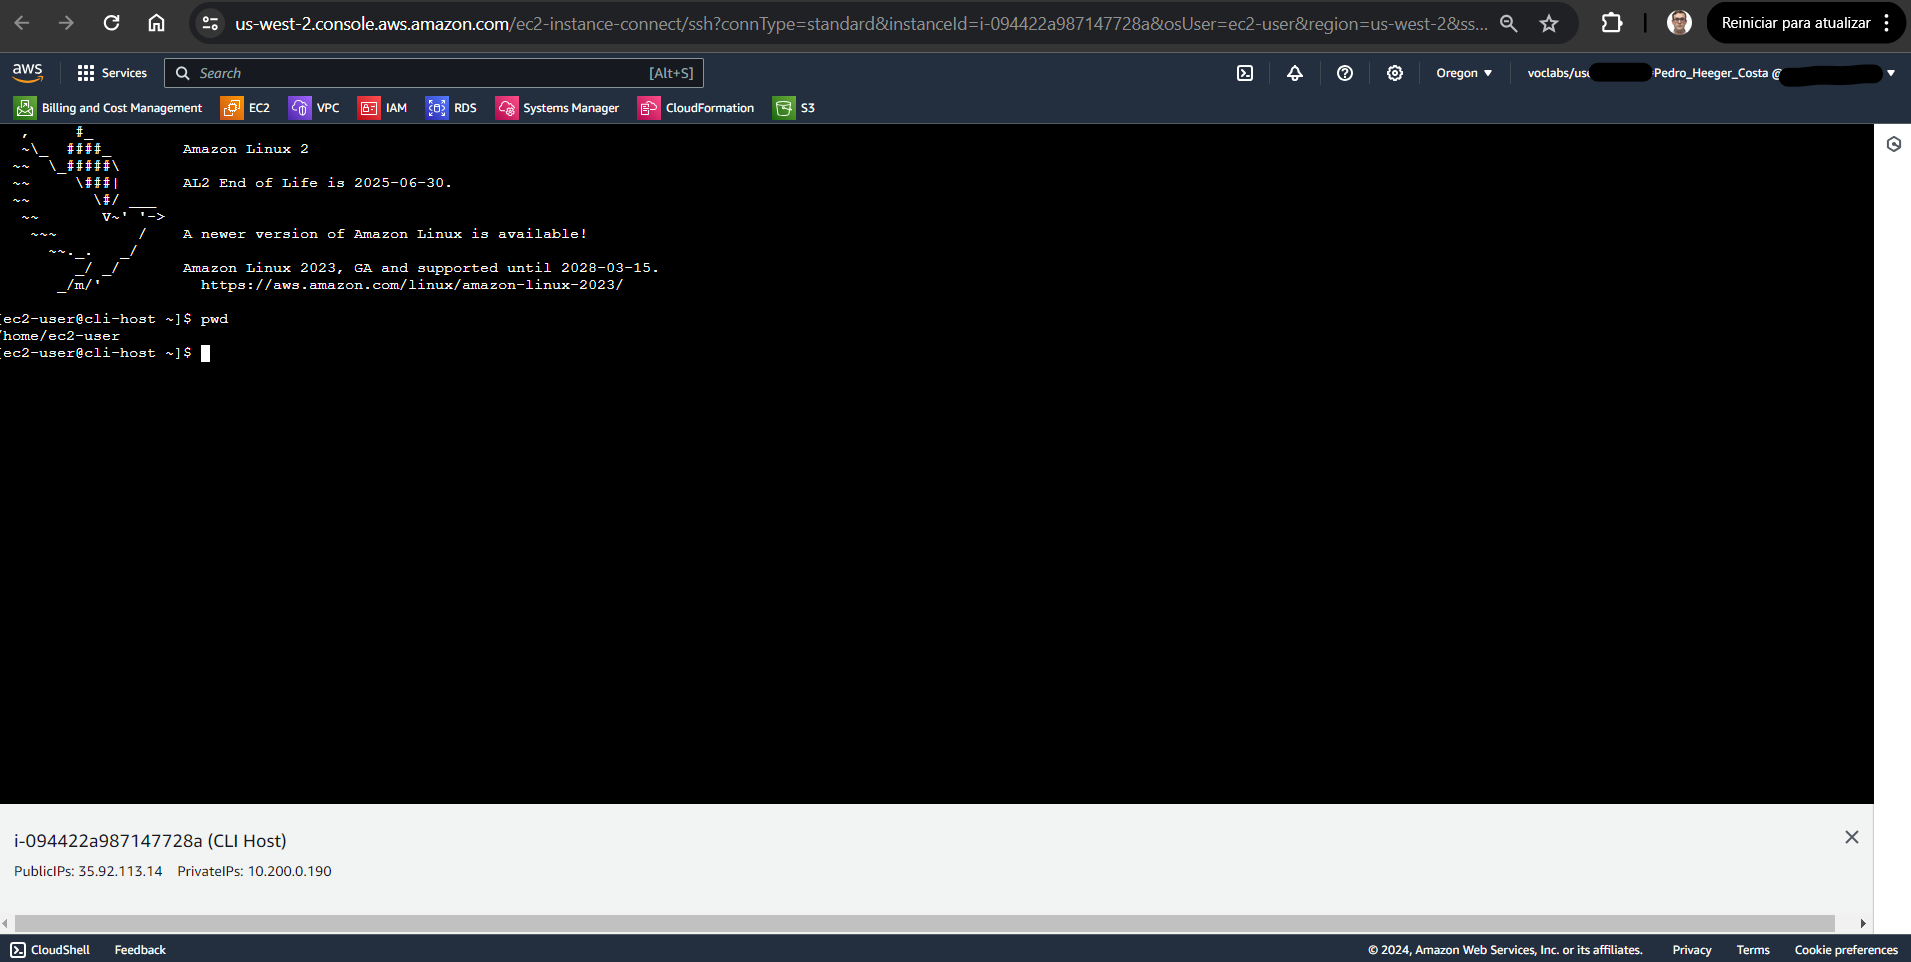 us-west-2.console.aws.amazon.com/ec2-instance-connect/ssh?connType=standard&instanceId=i-094422a987147728a&osUser=ec2-user&region=us-west-2&ss...
Reiniciar para atualizar
aws Services Search [Alt+S] Oregon voclabs/use Pedro_Heeger_Costa @
Billing and Cost Management EC2 VPC IAM RDS Systems Manager CloudFormation S3
   ,     #_
   ~\_  ####_        Amazon Linux 2
  ~~  \_#####\
  ~~     \###|       AL2 End of Life is 2025-06-30.
  ~~       \#/ ___
   ~~       V~' '->
    ~~~         /    A newer version of Amazon Linux is available!
      ~~._.   _/
         _/ _/       Amazon Linux 2023, GA and supported until 2028-03-15.
       _/m/'           https://aws.amazon.com/linux/amazon-linux-2023/
[ec2-user@cli-host ~]$ pwd
/home/ec2-user
[ec2-user@cli-host ~]$
i-094422a987147728a (CLI Host)
PublicIPs: 35.92.113.14 PrivateIPs: 10.200.0.190
CloudShell Feedback © 2024, Amazon Web Services, Inc. or its affiliates. Privacy Terms Cookie preferences